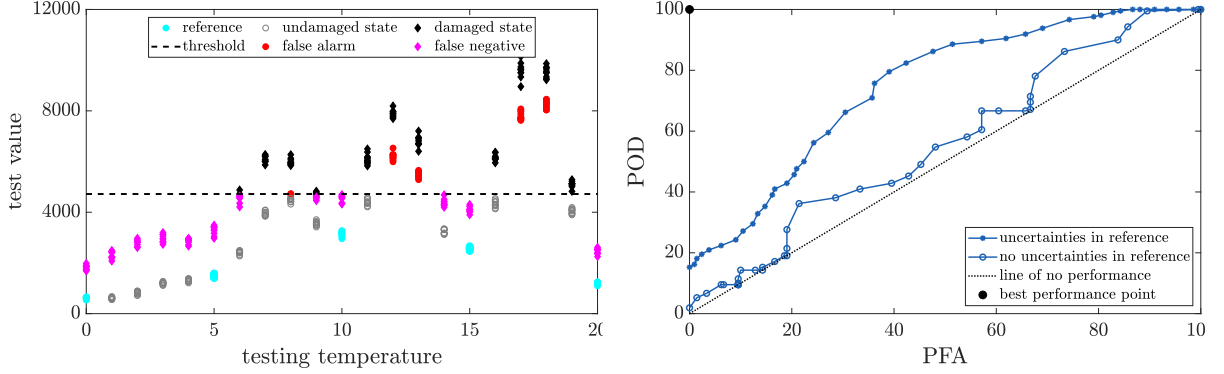 12000
8000
4000
0
test value
reference
undamaged state
damaged state
threshold
false alarm
false negative
0
5
10
15
20
testing temperature
100
80
60
40
20
0
POD
uncertainties in reference
no uncertainties in reference
line of no performance
best performance point
0
20
40
60
80
100
PFA